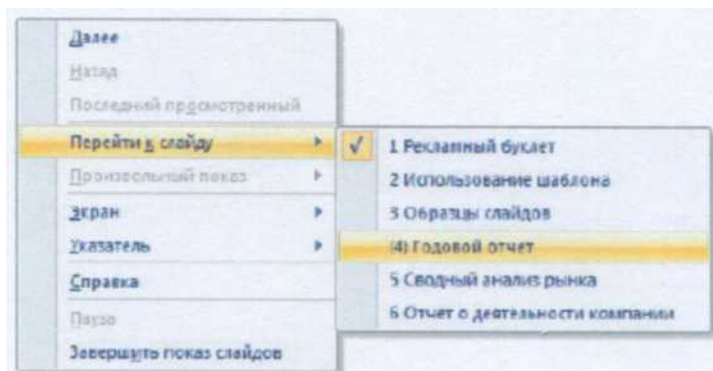 Далее
Назад
Последний просмотренный
Перейти к слайду
Произвольный показ
Экран
Указатель
Справка
Пауза
Завершить показ слайдов
1 Рекламный буклет
2 Использование шаблона
3 Образцы слайдов
(4) Годовой отчет
5 Сводный анализ рынка
6 Отчет о деятельности компании